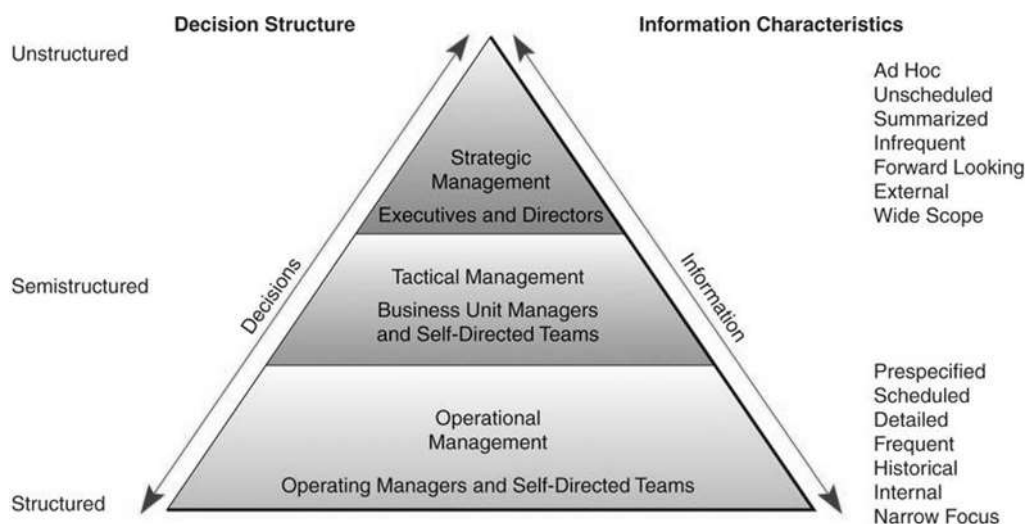 Decision Structure
Information Characteristics
Unstructured
Ad Hoc
Unscheduled
Summarized
Infrequent
Forward Looking
External
Wide Scope
Strategic
Management
Executives and Directors
Decisions
Information
Semistructured
Tactical Management
Business Unit Managers
and Self-Directed Teams
Prespecified
Scheduled
Detailed
Frequent
Historical
Internal
Narrow Focus
Operational
Management
Operating Managers and Self-Directed Teams
Structured